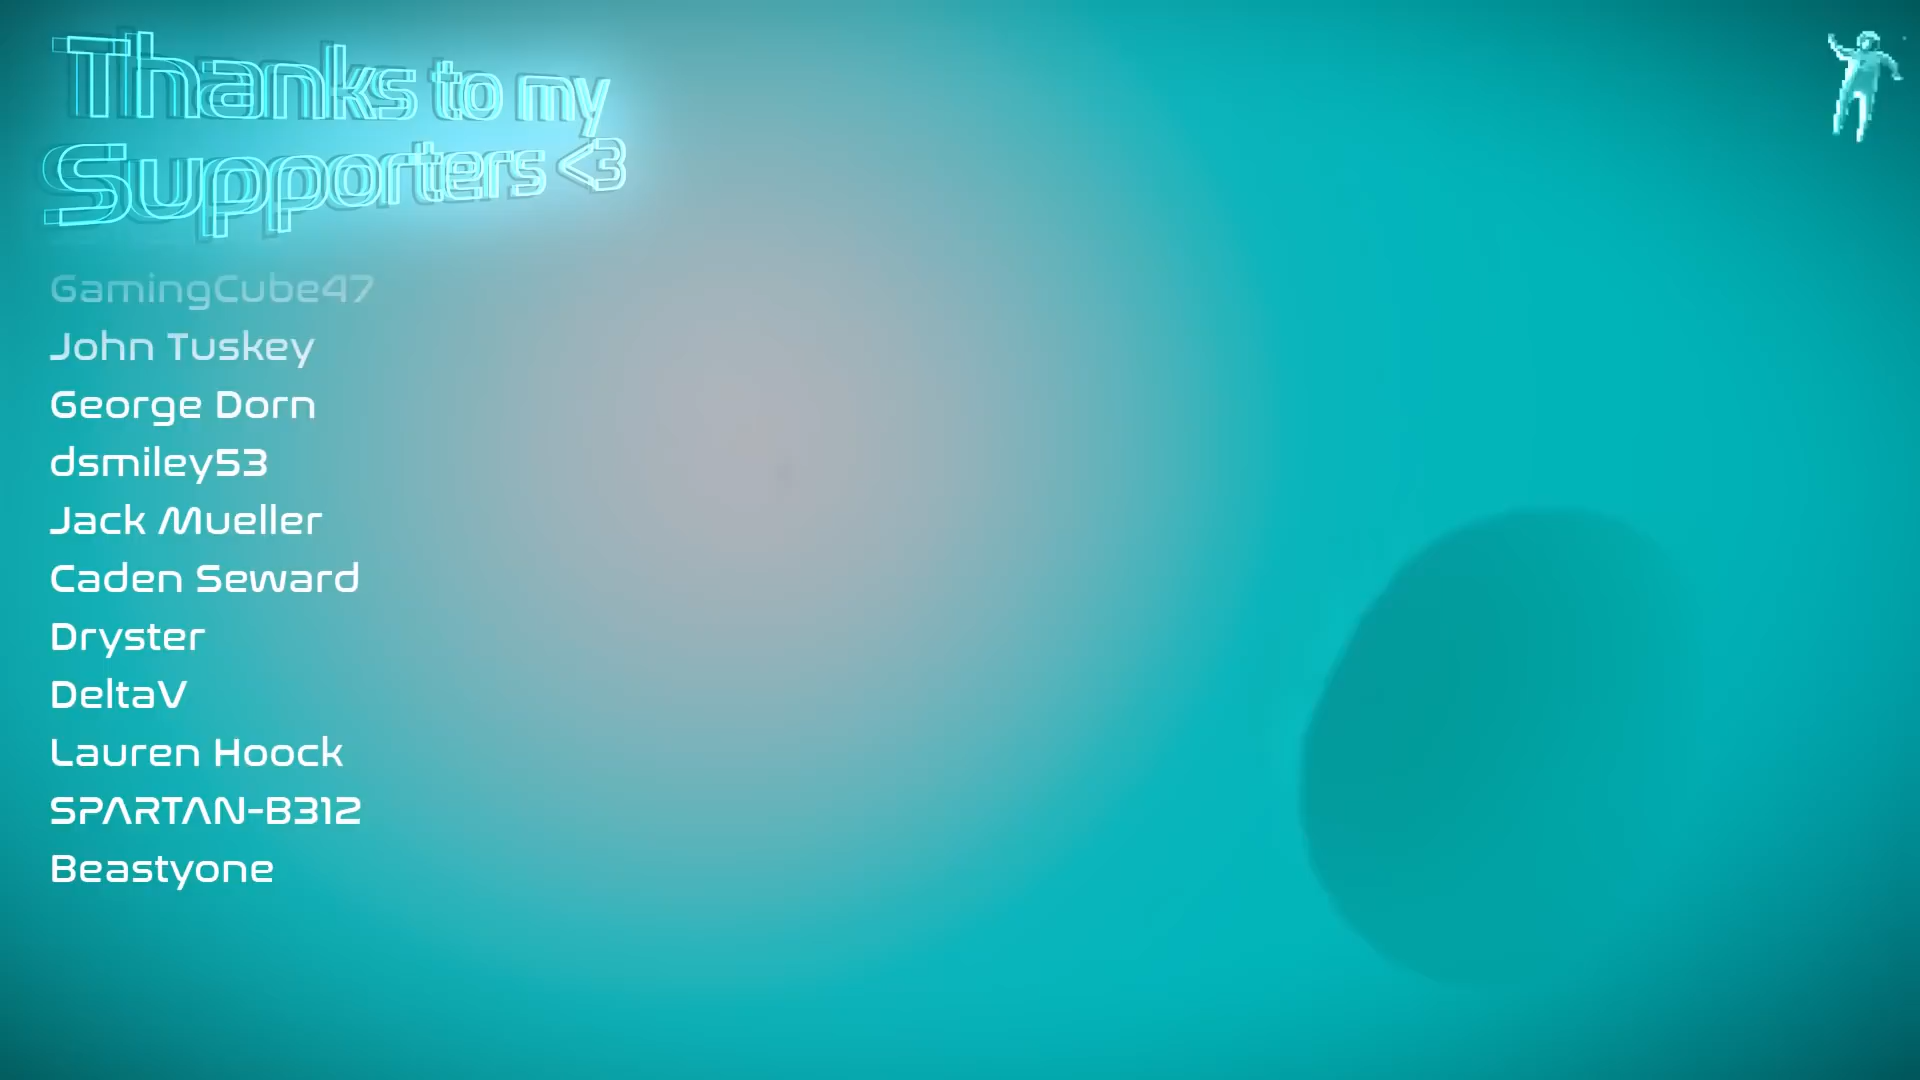 Thanks to my
Supporters <3
GamingCube47
John Tuskey
George Dorn
dsmiley53
Jack Mueller
Caden Seward
Dryster
DeltaV
Lauren Hoock
SPARTAN-B312
Beastyone